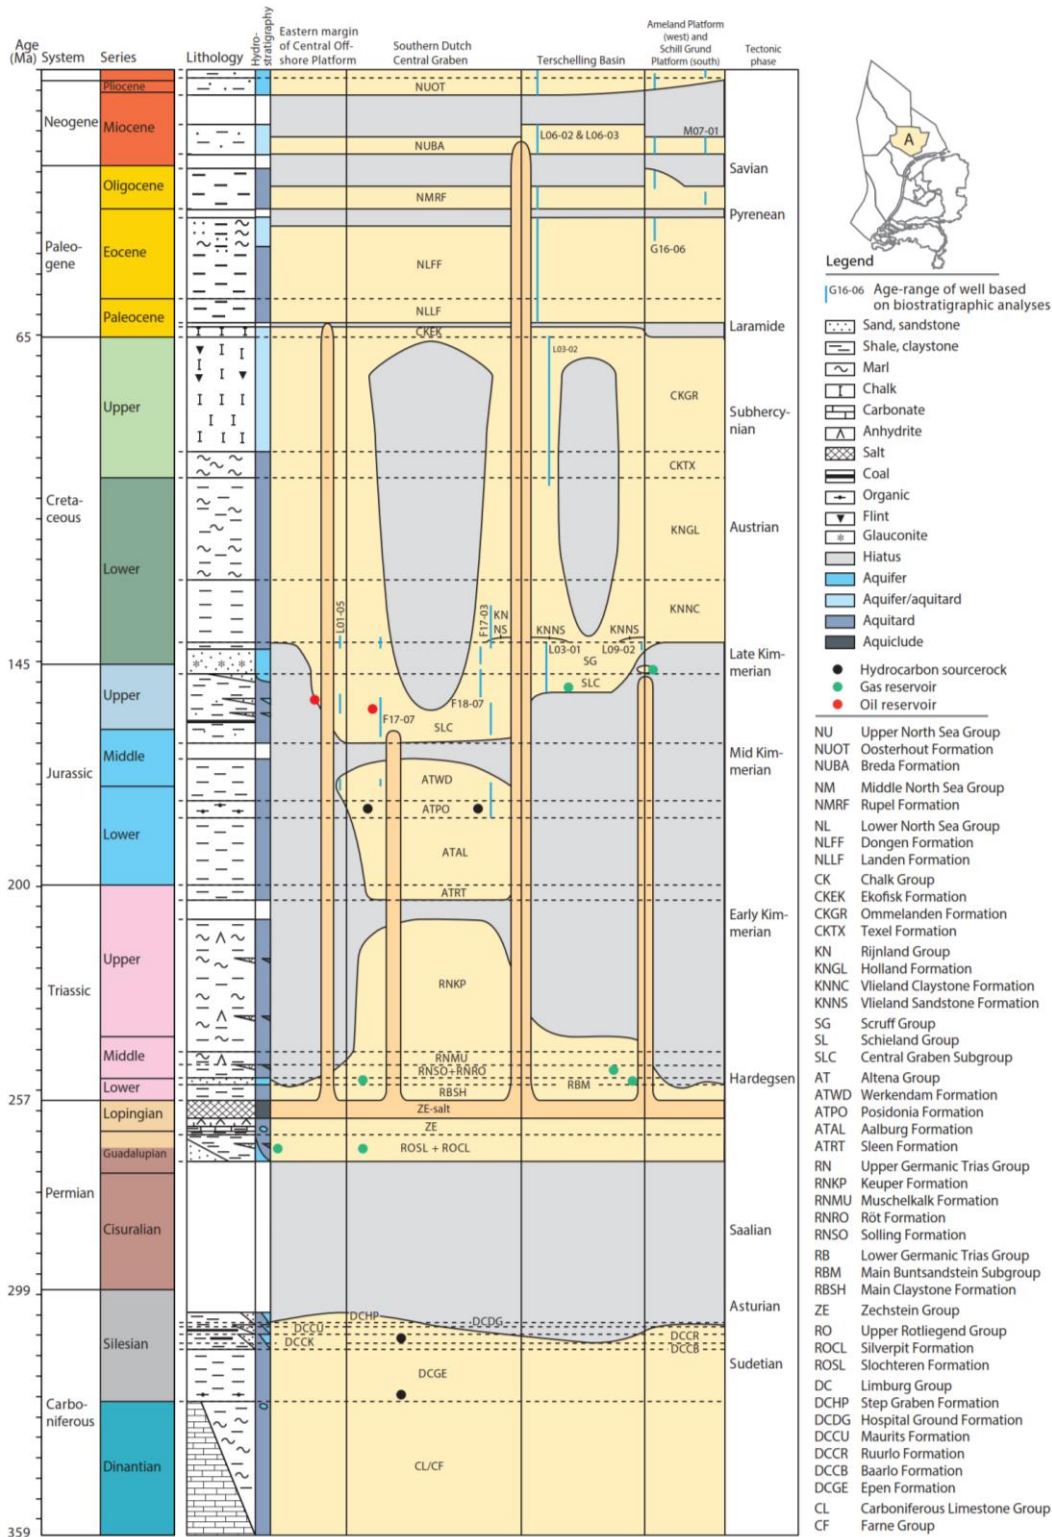 Age
(Ma)
System
Series
Lithology
Hydro-
stratigraphy
Eastern margin
of Central Off-
shore Platform
Southern Dutch
Central Graben
Terschelling Basin
Ameland Platform
(west) and
Schill Grund
Platform (south)
Tectonic
phase
Neogene
Pliocene
Miocene
NUOT
L06-02 & L06-03
M07-01
NUBA
Savian
Oligocene
NMRF
Pyrenean
Paleo-
gene
Eocene
G16-06
NLFF
Paleocene
NLLF
Laramide
CKEK
65
L03-02
Upper
CKGR
Subhercy-
nian
CKTX
Creta-
ceous
KNGL
Austrian
Lower
KNNC
L01-05
F17-03
KN
NS
KNNS
KNNS
L03-01
L09-02
SG
SLC
Late Kim-
merian
145
Upper
F18-07
F17-07
SLC
Middle
Mid Kim-
merian
Jurassic
ATWD
ATPO
Lower
ATAL
200
ATRT
Early Kim-
merian
Upper
RNKP
Triassic
Middle
RNMU
RNSO+RNRO
Lower
RBSH
RBM
Hardegsen
257
Lopingian
ZE-salt
ZE
Guadalupian
ROSL + ROCL
Permian
Cisuralian
Saalian
299
Asturian
DCHP
DCDG
DCCU
DCCK
DCCR
DCCB
Silesian
Sudetian
DCGE
Carbo-
niferous
Dinantian
CL/CF
359
A
Legend
G16-06 Age-range of well based
on biostratigraphic analyses
Sand, sandstone
Shale, claystone
Marl
Chalk
Carbonate
Anhydrite
Salt
Coal
Organic
Flint
Glauconite
Hiatus
Aquifer
Aquifer/aquitard
Aquitard
Aquiclude
Hydrocarbon sourcerock
Gas reservoir
Oil reservoir
NU Upper North Sea Group
NUOT Oosterhout Formation
NUBA Breda Formation
NM Middle North Sea Group
NMRF Rupel Formation
NL Lower North Sea Group
NLFF Dongen Formation
NLLF Landen Formation
CK Chalk Group
CKEK Ekofisk Formation
CKGR Ommelanden Formation
CKTX Texel Formation
KN Rijnland Group
KNGL Holland Formation
KNNC Vlieland Claystone Formation
KNNS Vlieland Sandstone Formation
SG Scruff Group
SL Schieland Group
SLC Central Graben Subgroup
AT Altena Group
ATWD Werkendam Formation
ATPO Posidonia Formation
ATAL Aalburg Formation
ATRT Sleen Formation
RN Upper Germanic Trias Group
RNKP Keuper Formation
RNMU Muschelkalk Formation
RNRO Röt Formation
RNSO Solling Formation
RB Lower Germanic Trias Group
RBM Main Buntsandstein Subgroup
RBSH Main Claystone Formation
ZE Zechstein Group
RO Upper Rotliegend Group
ROCL Silverpit Formation
ROSL Slochteren Formation
DC Limburg Group
DCHP Step Graben Formation
DCDG Hospital Ground Formation
DCCU Maurits Formation
DCCR Ruurlo Formation
DCCB Baarlo Formation
DCGE Epen Formation
CL Carboniferous Limestone Group
CF Farne Group